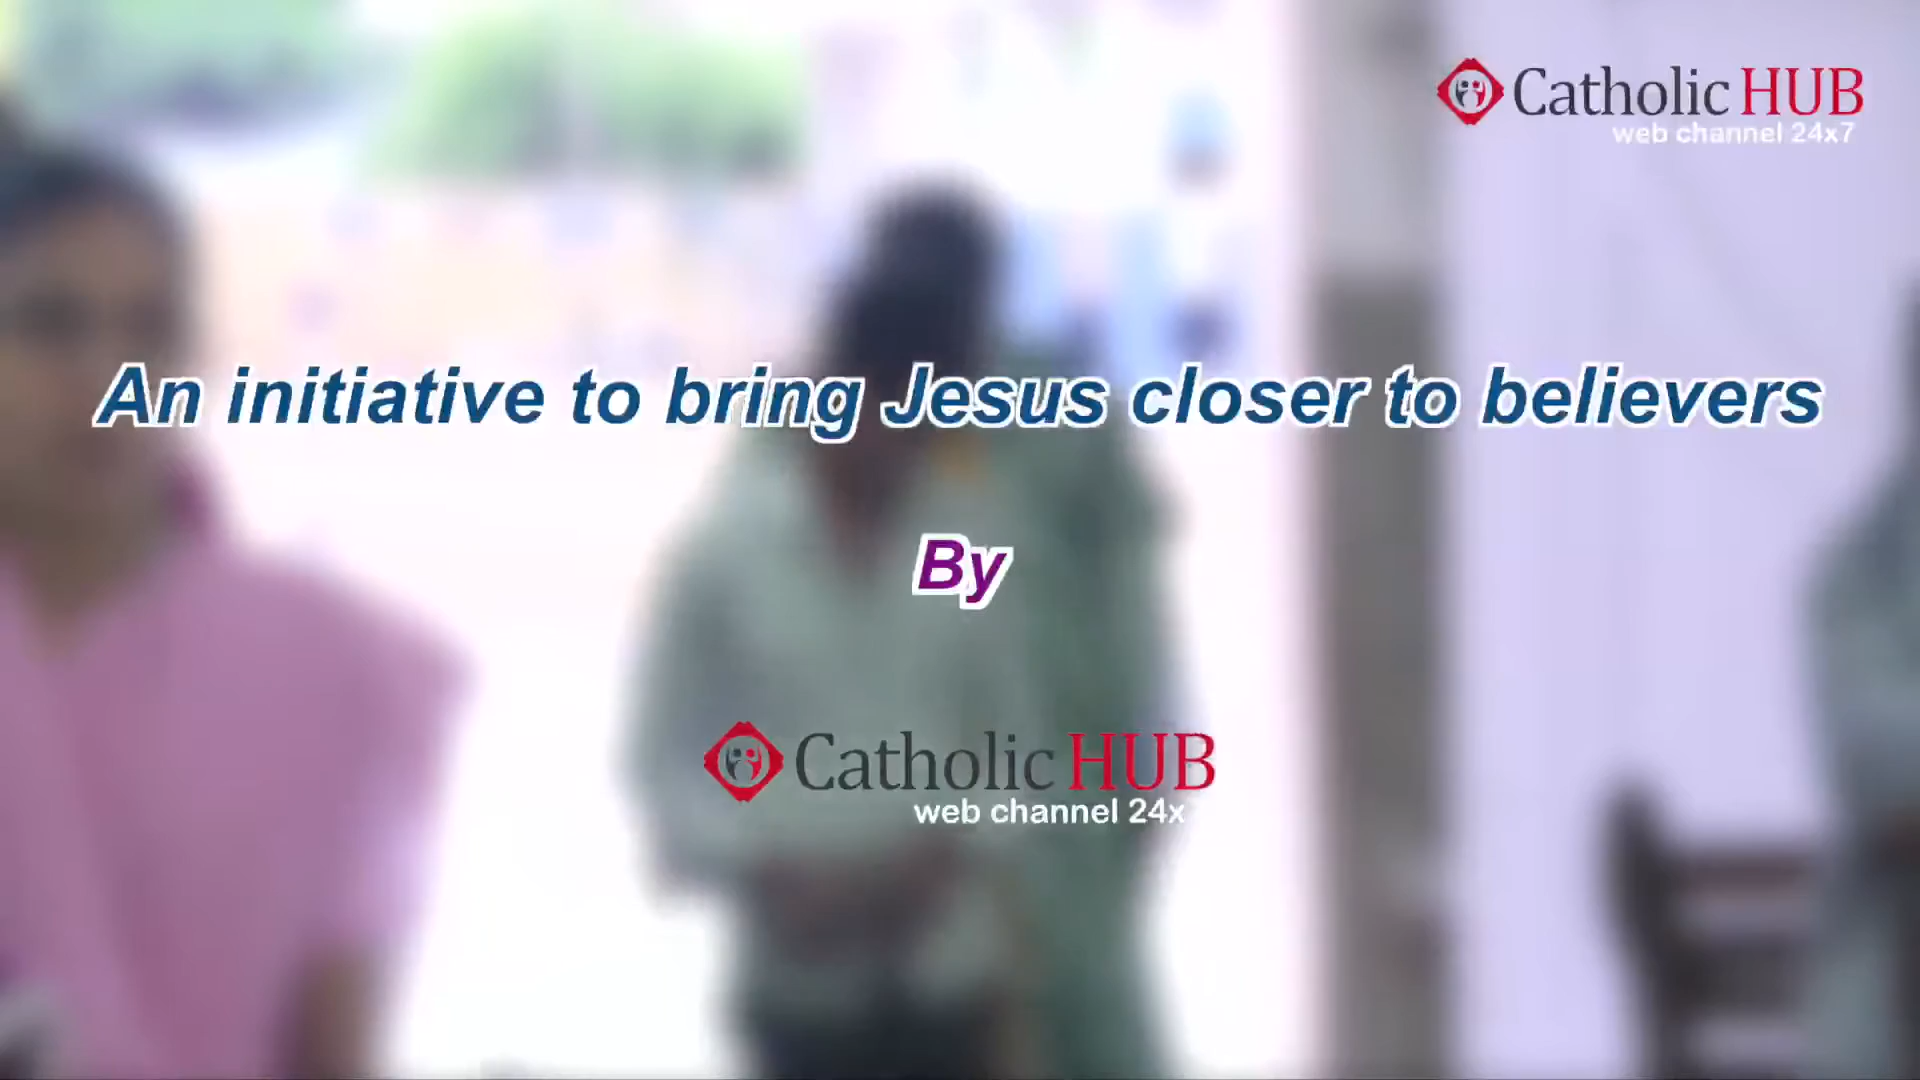 Catholic HUB
web channel 24x7
An initiative to bring Jesus closer to believers
By
Catholic HUB
web channel 24x